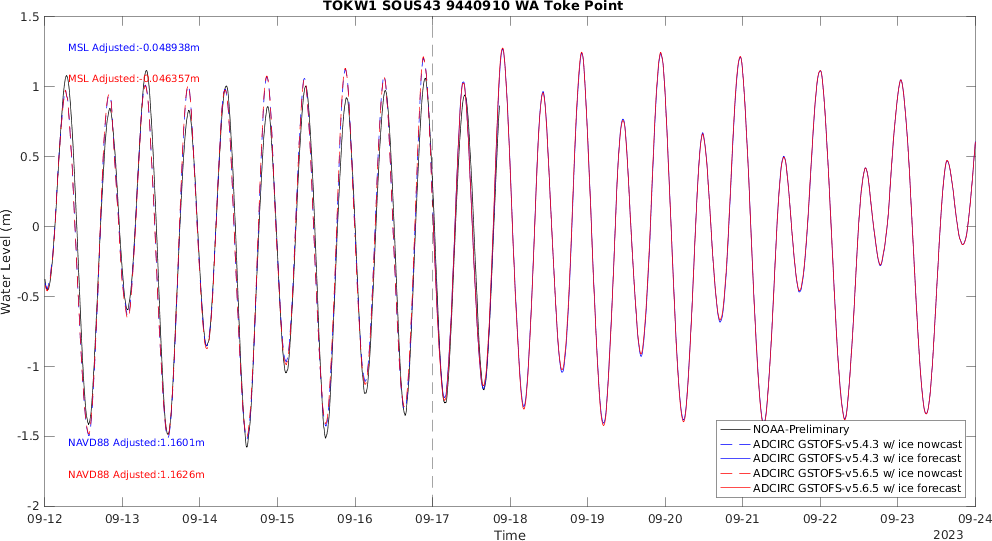 TOKW1 SOUS43 9440910 WA Toke Point
1.5
1
0.5
0
-0.5
-1
-1.5
-2
Water Level (m)
MSL Adjusted:-0.048938m
MSL Adjusted:-0.046357m
NAVD88 Adjusted:1.1601m
NAVD88 Adjusted:1.1626m
NOAA-Preliminary
ADCIRC GSTOFS-v5.4.3 w/ ice nowcast
ADCIRC GSTOFS-v5.4.3 w/ ice forecast
ADCIRC GSTOFS-v5.6.5 w/ ice nowcast
ADCIRC GSTOFS-v5.6.5 w/ ice forecast
09-12 09-13 09-14 09-15 09-16 09-17 09-18 09-19 09-20 09-21 09-22 09-23 09-24
Time
2023